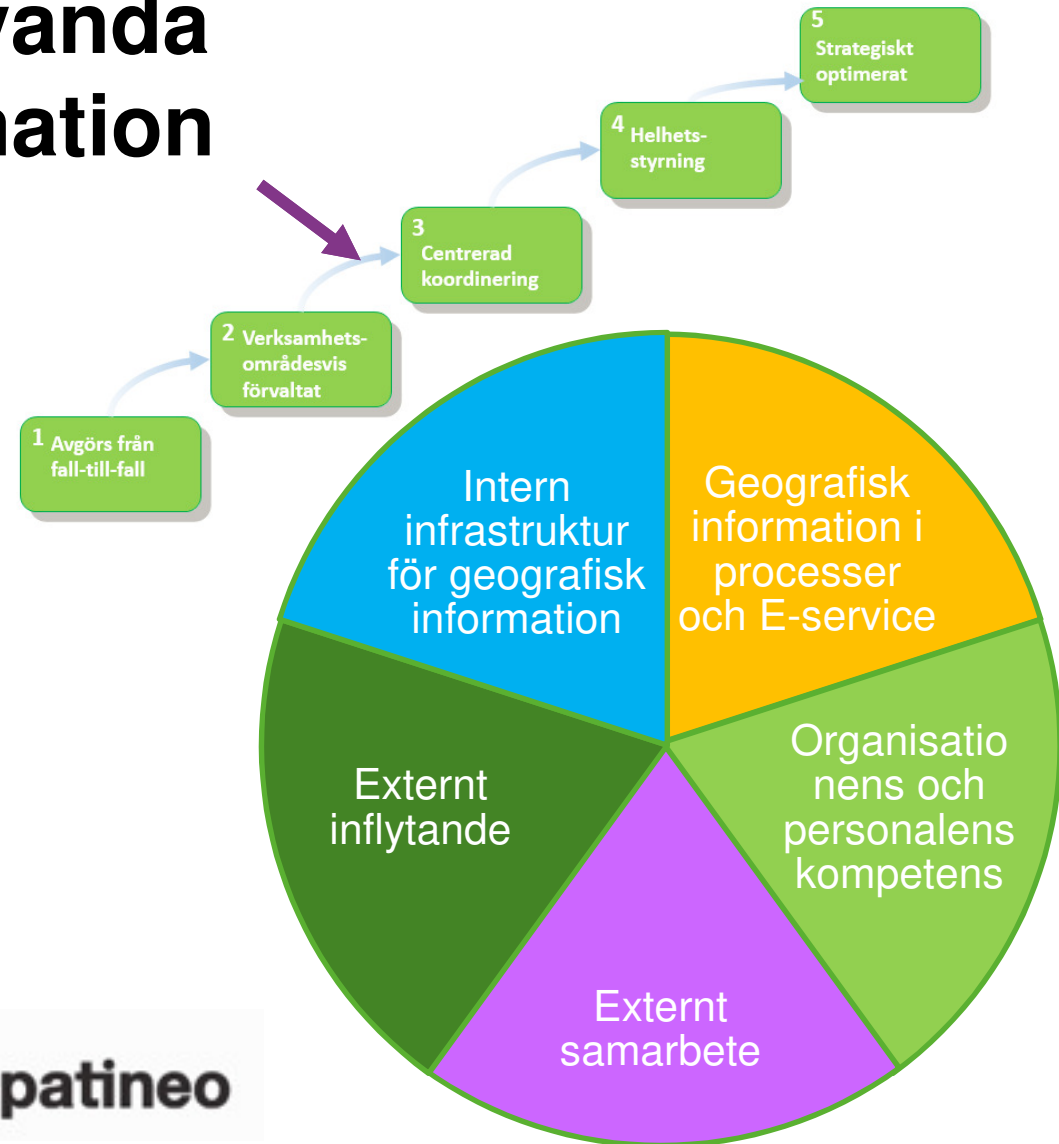 vanda
nation
5
Strategiskt
optimerat
4 Helhets-
styrning
3
Centrerad
koordinering
2 Verksamhets-
områdesvis
förvaltat
1 Avgörs från
fall-till-fall
Intern
infrastruktur
för geografisk
information
Geografisk
information i
processer
och E-service
Organisatio
nens och
personalens
kompetens
Externt
samarbete
Externt
inflytande
patineo